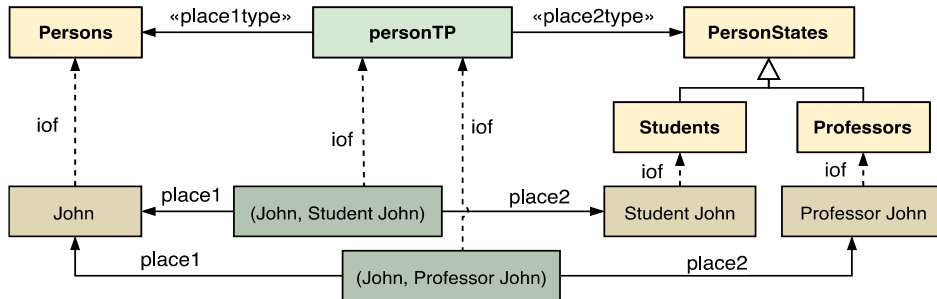 «place1type»
«place2type»
Persons
personTP
PersonStates
iof
iof
iof
Students
Professors
iof
iof
John
place1
(John, Student John)
place2
Student John
Professor John
place1
(John, Professor John)
place2